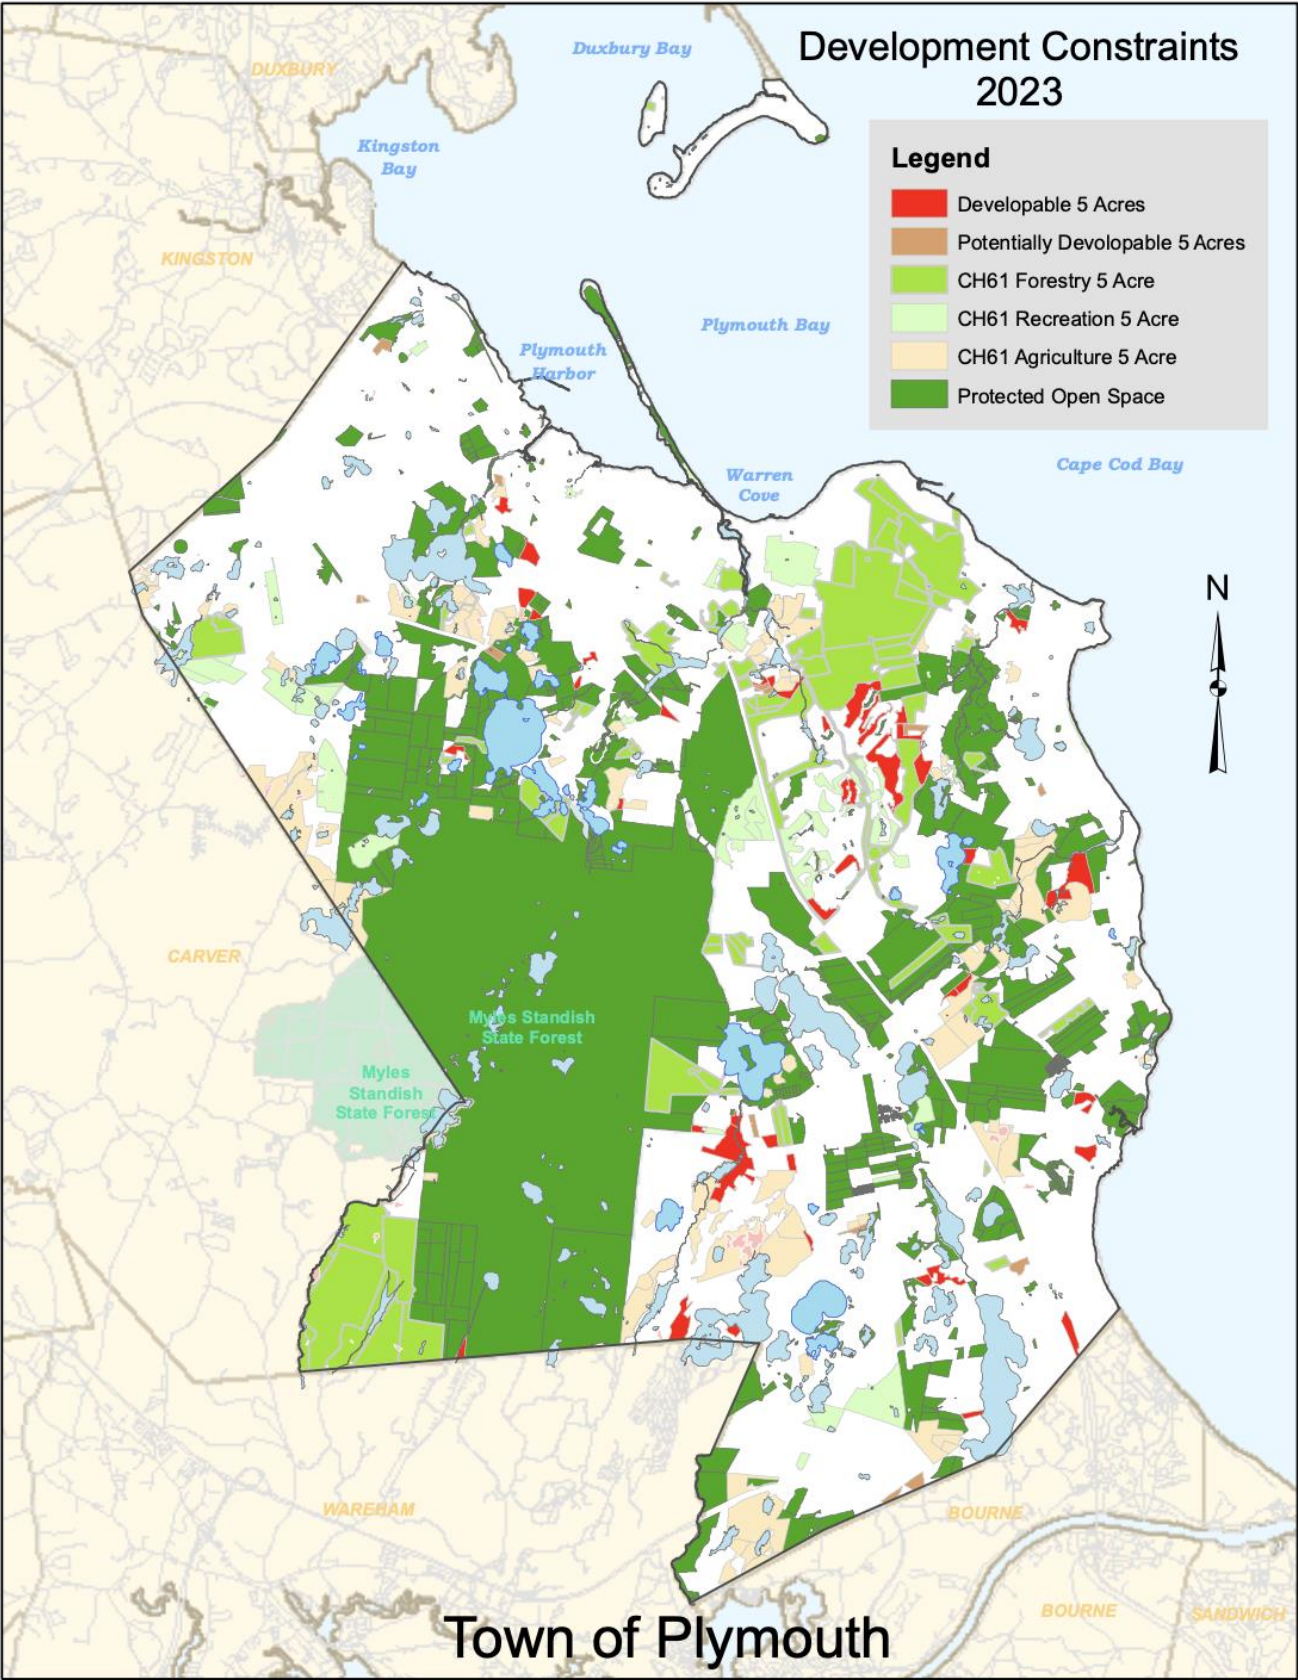 Development Constraints
2023
Legend
Developable 5 Acres
Potentially Devolopable 5 Acres
CH61 Forestry 5 Acre
CH61 Recreation 5 Acre
CH61 Agriculture 5 Acre
Protected Open Space
Duxbury Bay
DUXBURY
Kingston
Bay
KINGSTON
Plymouth Bay
Plymouth
Harbor
Warren
Cove
Cape Cod Bay
N
CARVER
Myles Standish
State Forest
Myles
Standish
State Forest
WAREHAM
BOURNE
BOURNE
SANDWICH
Town of Plymouth